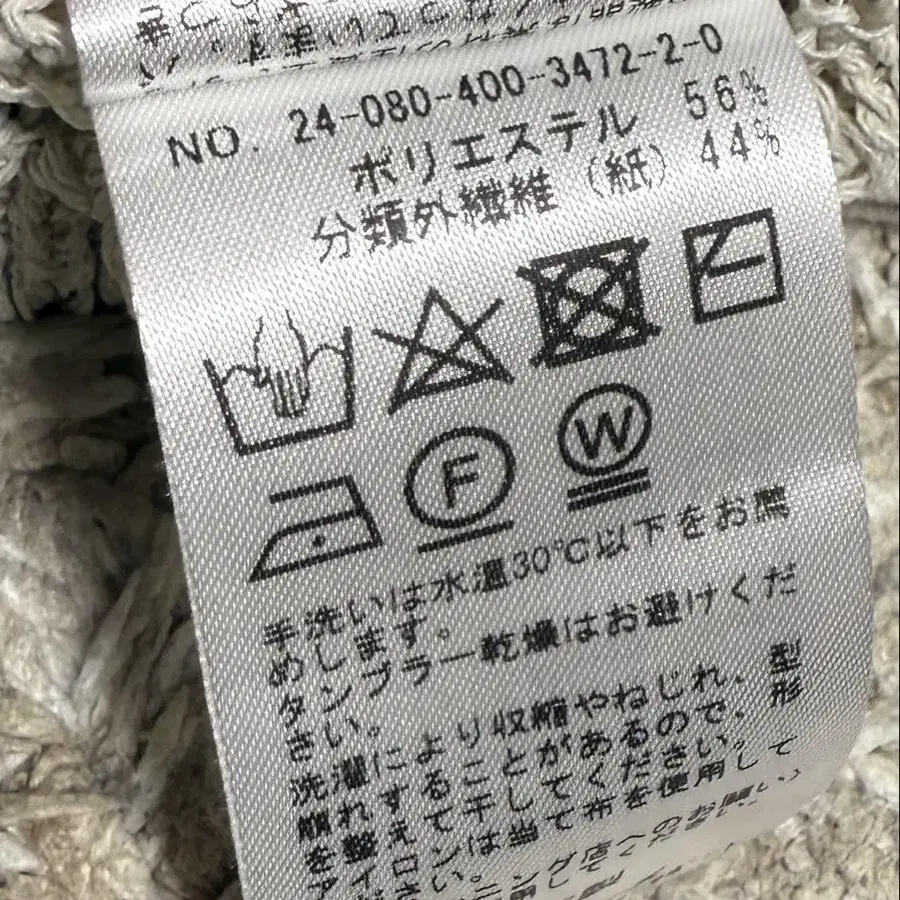 NO. 24-080-400-3472-2-0
ポリエステル 56%
分類外繊維（紙）44%
F
W
手洗いは水温30℃以下をお薦
めします。
タンブラー乾燥はお避けくだ
さい。
洗濯により収縮やねじれ、型
崩れすることがあるので、形
を整えて干してください。
アイロンは当て布を使用して
ください。